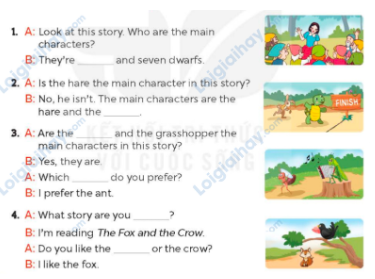 1. A: Look at this story. Who are the main
characters?
B: They're ______ and seven dwarfs.
2. A: Is the hare the main character in this story?
B: No, he isn't. The main characters are the
hare and the ______.
FINISH
3. A: Are the ______ and the grasshopper the
main characters in this story?
B: Yes, they are.
A: Which ______ do you prefer?
B: I prefer the ant.
4. A: What story are you ______?
B: I'm reading The Fox and the Crow.
A: Do you like the ______ or the crow?
B: I like the fox.
Loigiaihay.com